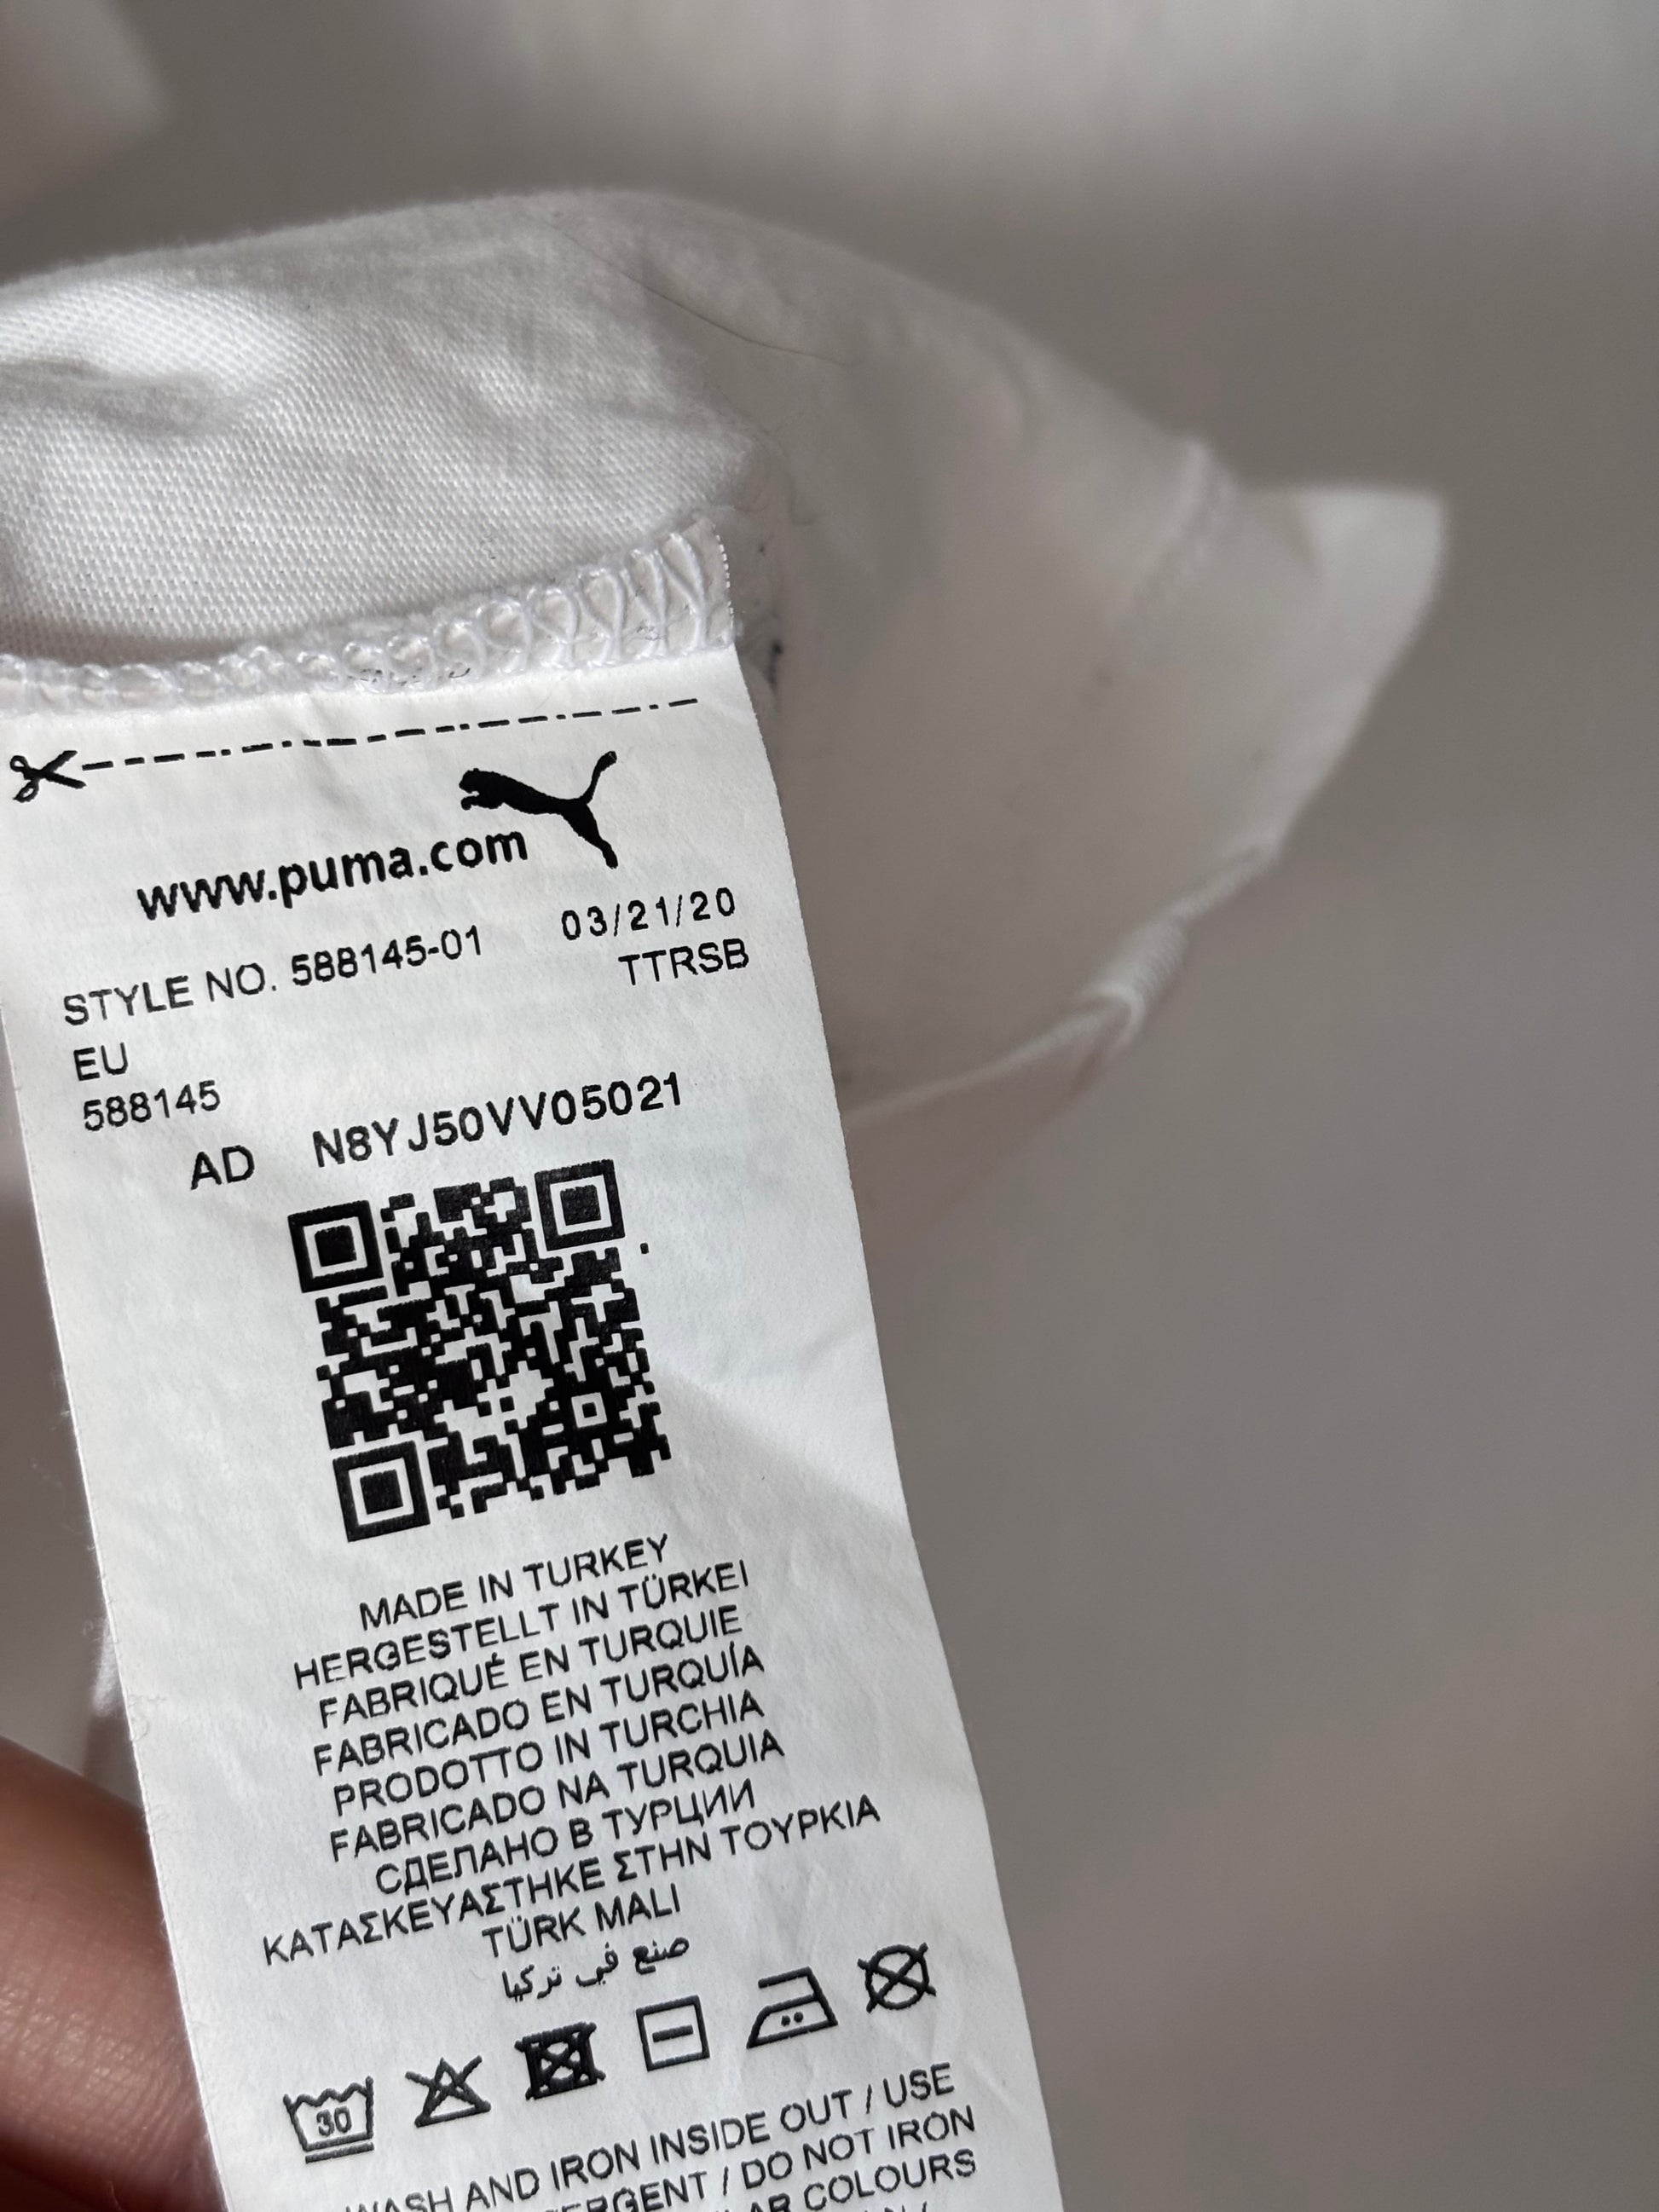 www.puma.com
STYLE NO. 588145-01 03/21/20
TTRSB
EU
588145
AD N8YJ50VV05021
MADE IN TURKEY
HERGESTELLT IN TÜRKEI
FABRIQUÉ EN TURQUIE
FABRICADO EN TURQUÍA
PRODOTTO IN TURCHIA
FABRICADO NA TURQUIA
СДЕЛАНО В ТУРЦИИ
ΚΑΤΑΣΚΕΥΑΣΤΗΚΕ ΣΤΗΝ ΤΟΥΡΚΙΑ
TÜRK MALI
صنع في تركيا
30
WASH AND IRON INSIDE OUT / USE
/ DO NOT IRON
COLOURS